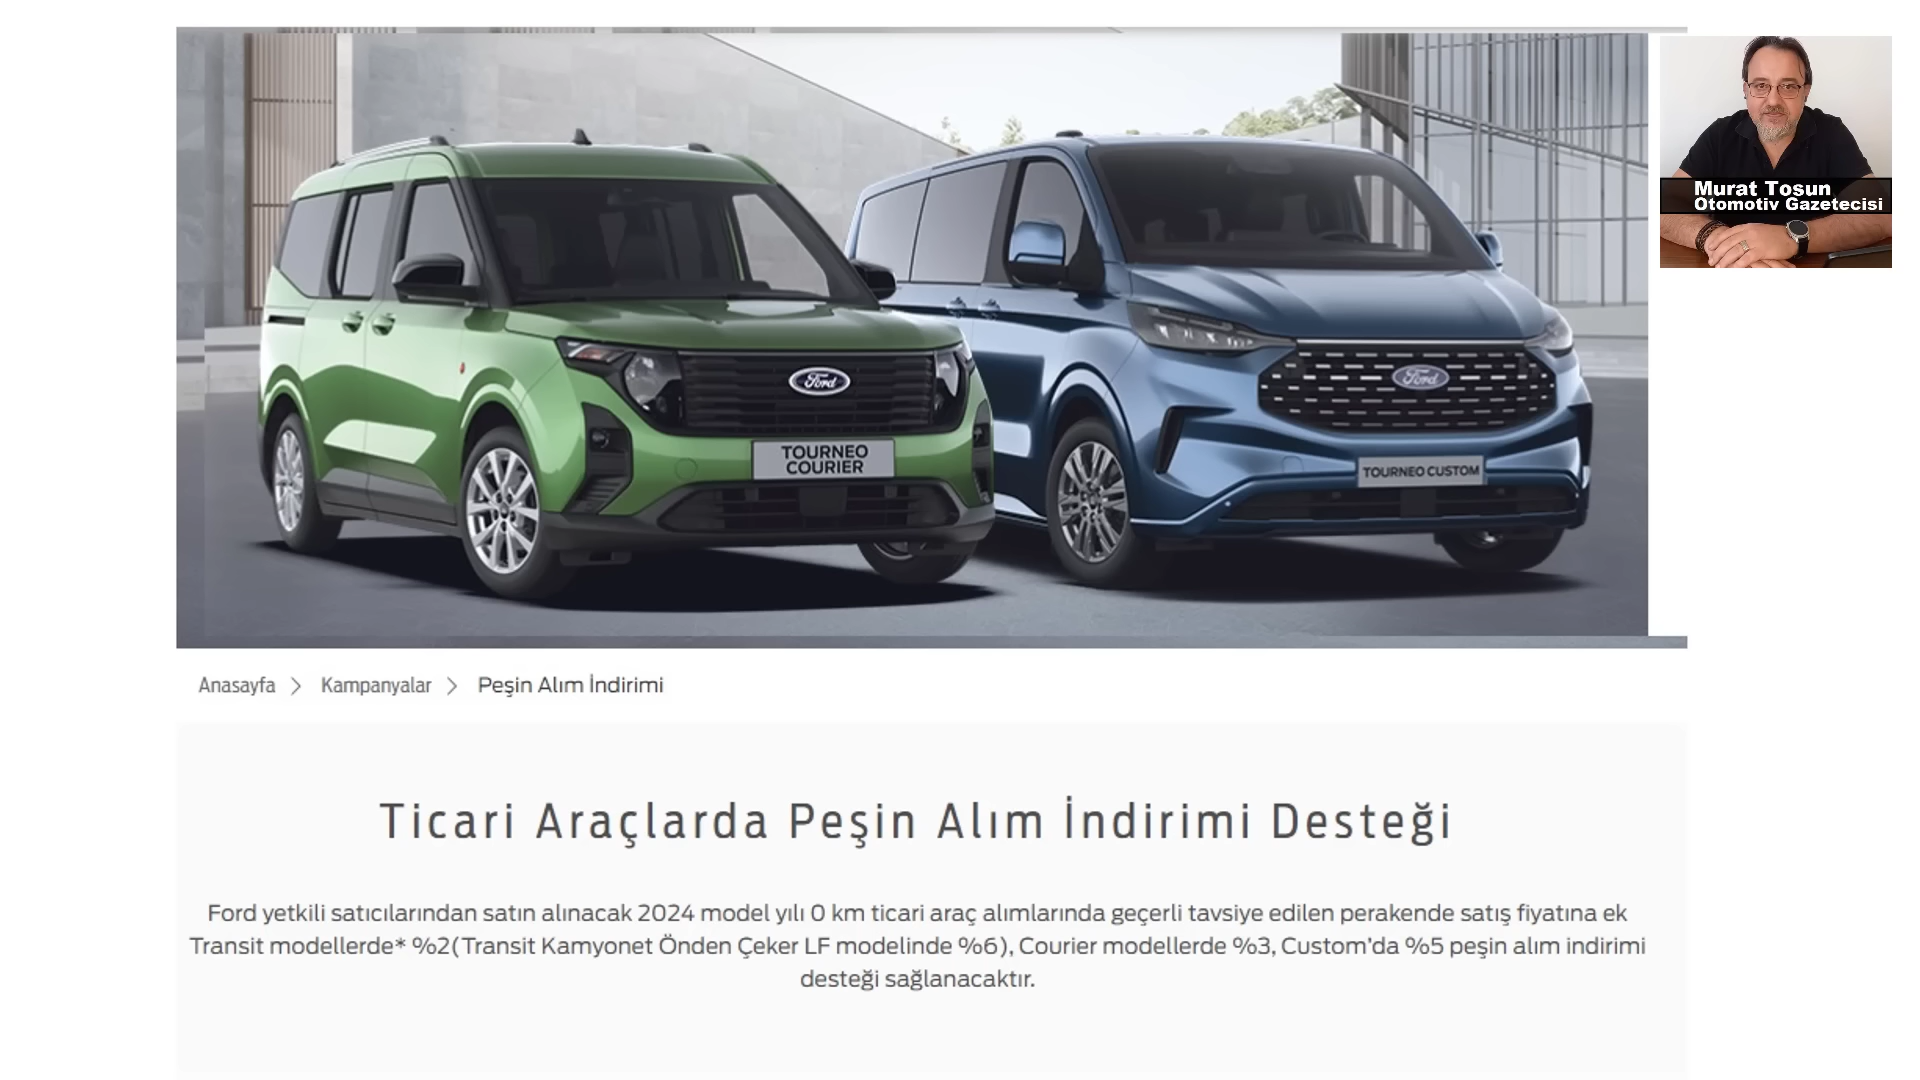 Murat Tosun
Otomotiv Gazetecisi
Ford
Ford
TOURNEO
COURIER
TOURNEO CUSTOM
Anasayfa > Kampanyalar > Peşin Alım İndirimi
Ticari Araçlarda Peşin Alım İndirimi Desteği
Ford yetkili satıcılarından satın alınacak 2024 model yılı 0 km ticari araç alımlarında geçerli tavsiye edilen perakende satış fiyatına ek
Transit modellerde* %2(Transit Kamyonet Önden Çeker LF modelinde %6), Courier modellerde %3, Custom'da %5 peşin alım indirimi
desteği sağlanacaktır.